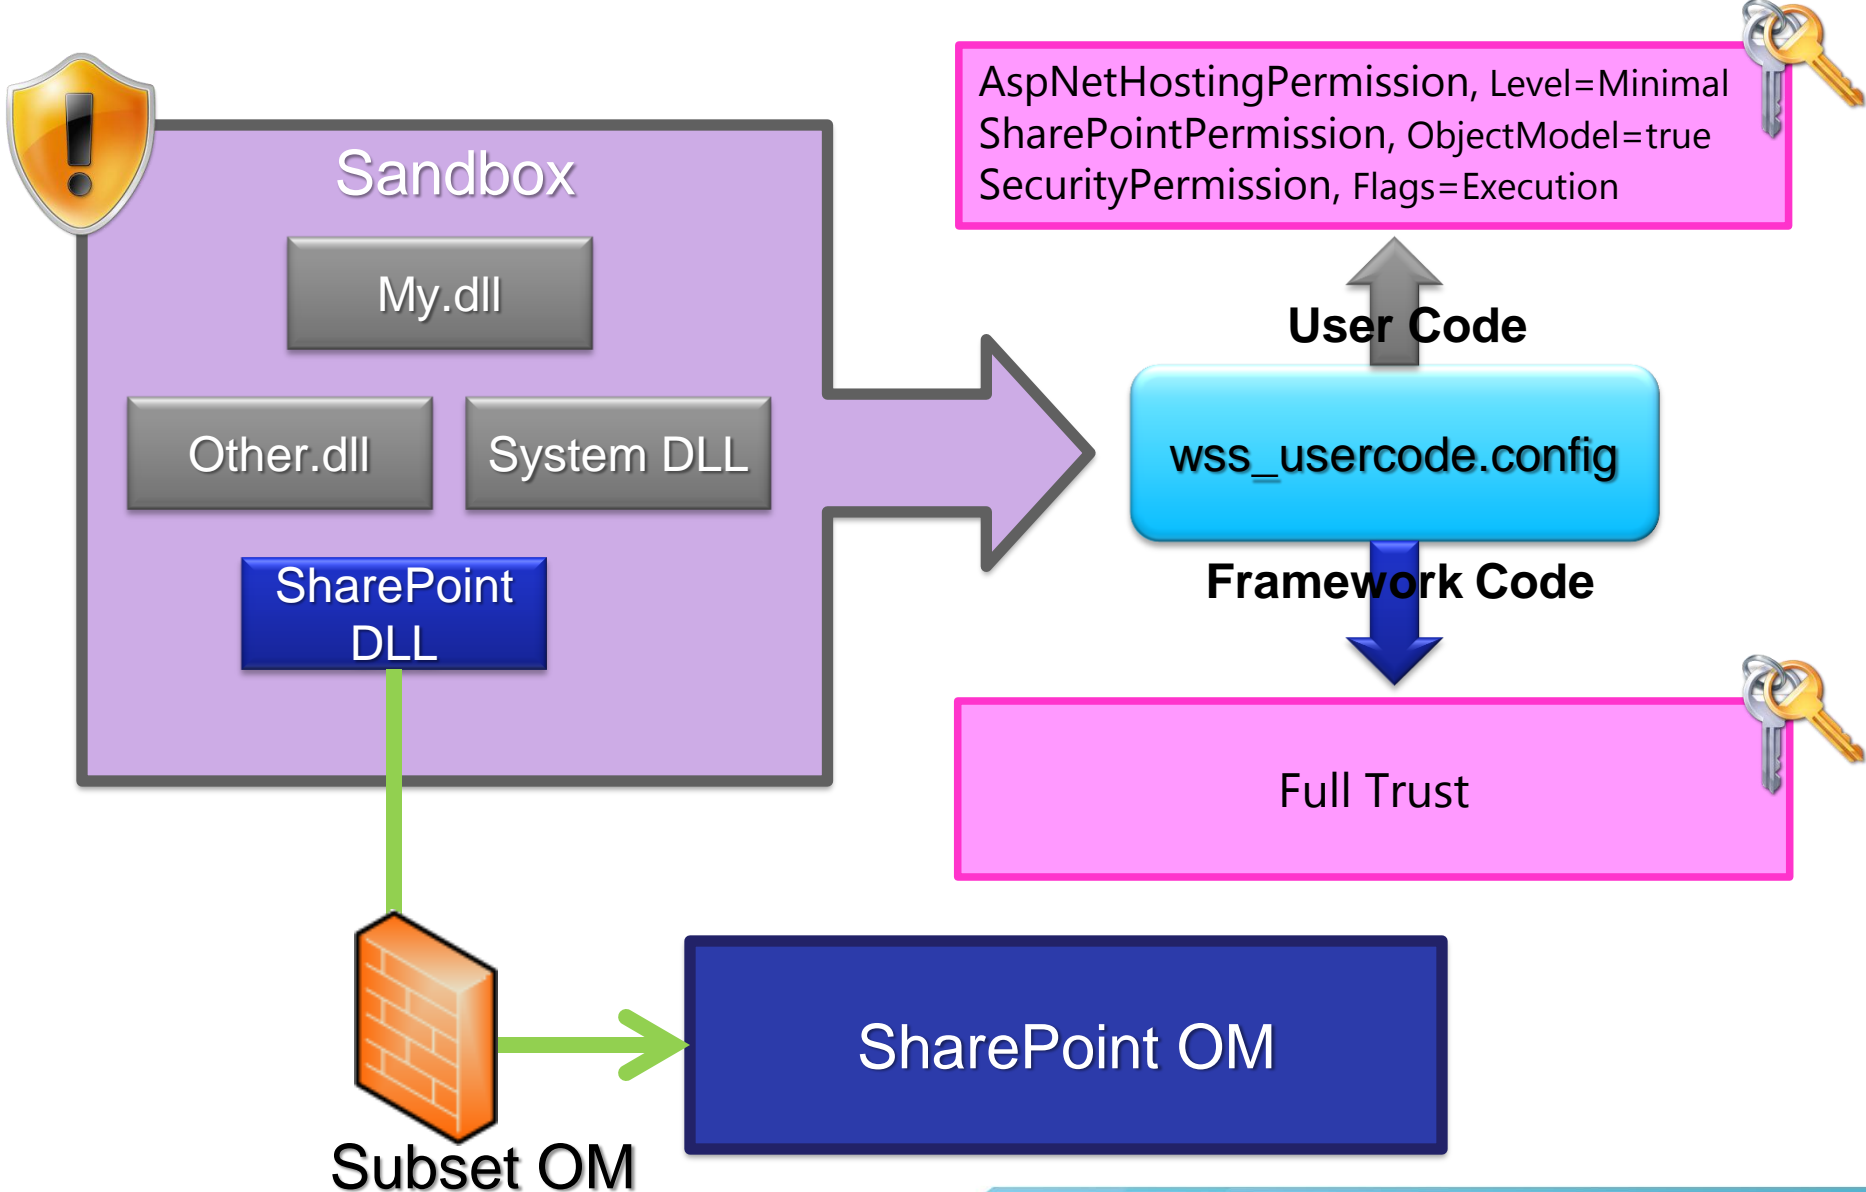 AspNetHostingPermission, Level=Minimal
SharePointPermission, ObjectModel=true
SecurityPermission, Flags=Execution
Sandbox
My.dll
Other.dll
System DLL
SharePoint
DLL
User Code
wss_usercode.config
Framework Code
Full Trust
SharePoint OM
Subset OM